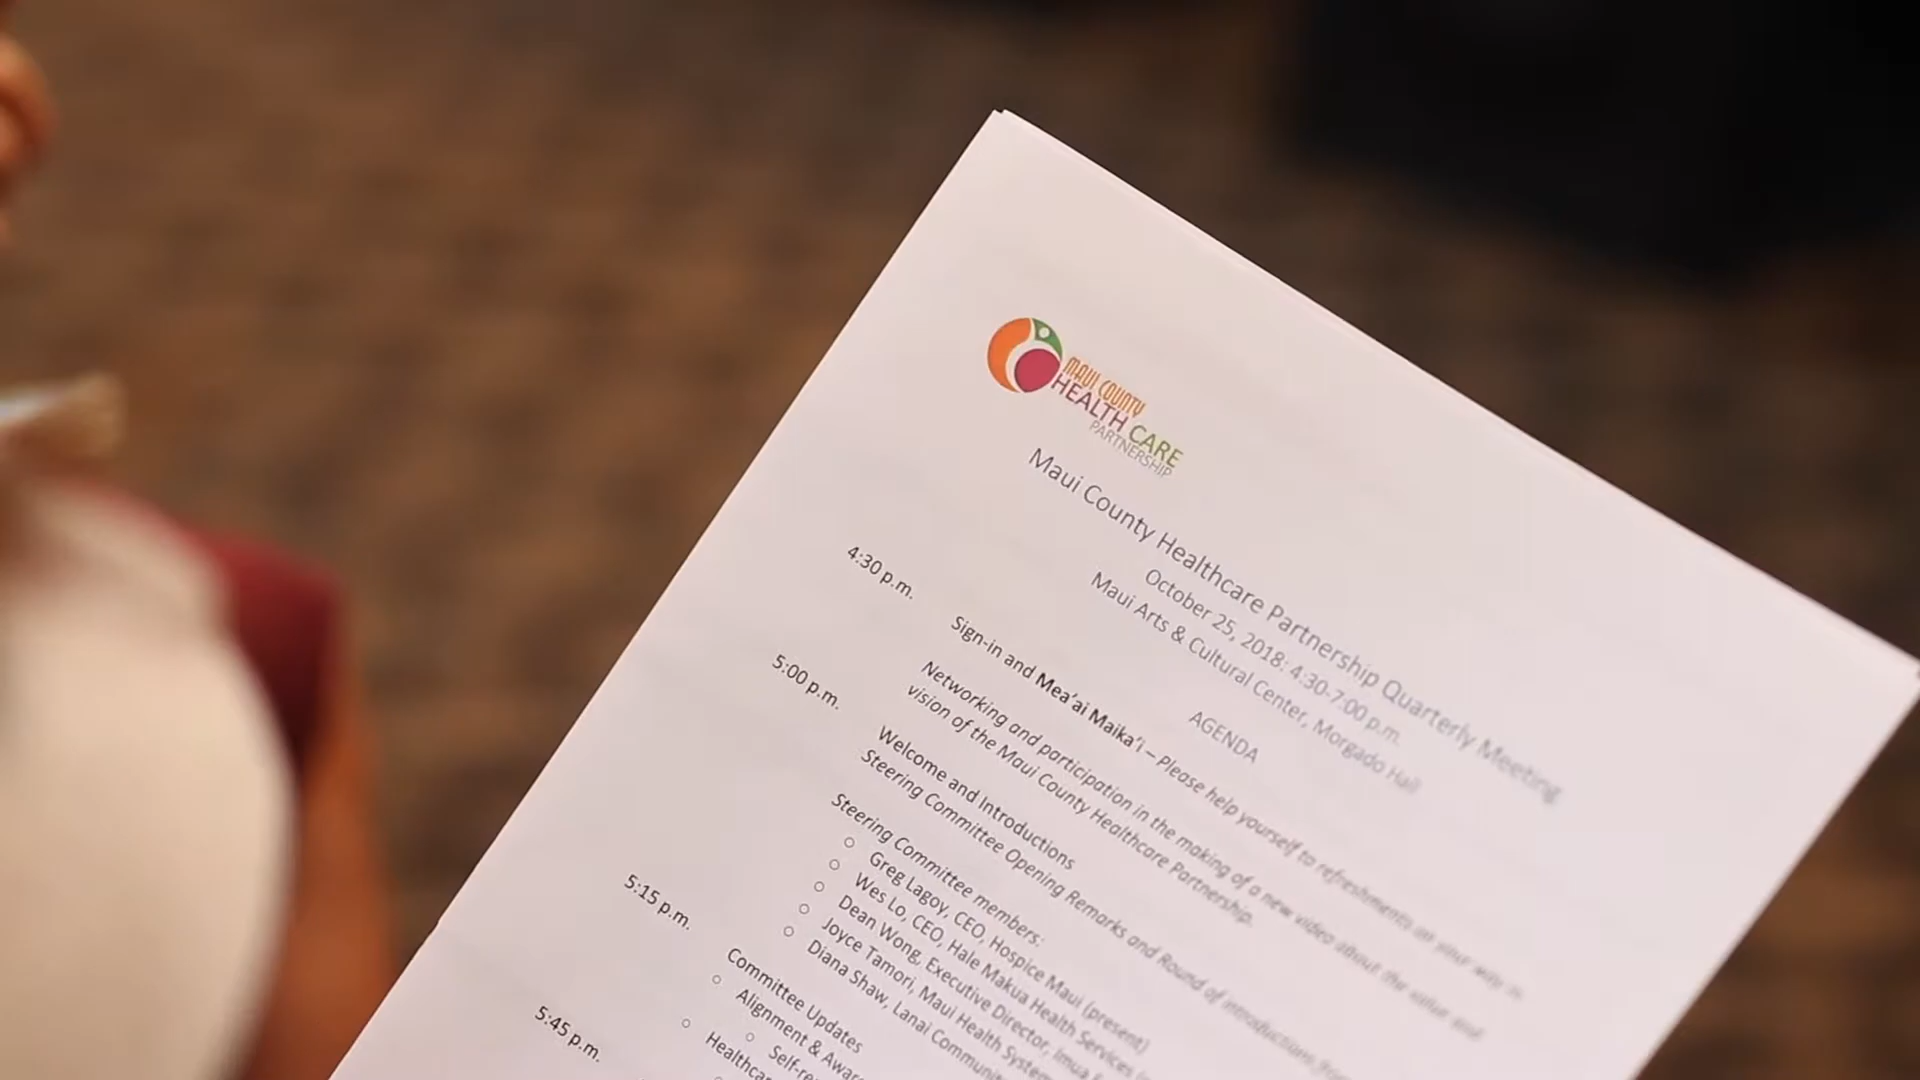 MAUI COUNTY
HEALTH CARE
PARTNERSHIP
Maui County Healthcare Partnership Quarterly Meeting
October 25, 2018: 4:30-7:00 p.m.
Maui Arts & Cultural Center, Morgado Hall
AGENDA
4:30 p.m.
Sign-in and Mea‘ai Maika‘i – Please help yourself to refreshments on your way in
Networking and participation in the making of a new video about the value and
vision of the Maui County Healthcare Partnership.
5:00 p.m.
Welcome and Introductions
Steering Committee Opening Remarks and Round of introductions from
Steering Committee members:
○ Greg Lagoy, CEO, Hospice Maui (present)
○ Wes Lo, CEO, Hale Makua Health Services
○ Dean Wong, Executive Director, Imua
○ Joyce Tamori, Maui Health System
○ Diana Shaw, Lanai Communi
5:15 p.m.
Committee Updates
○ Alignment & Awar
○ Self-re
○ Healthca
5:45 p.m.